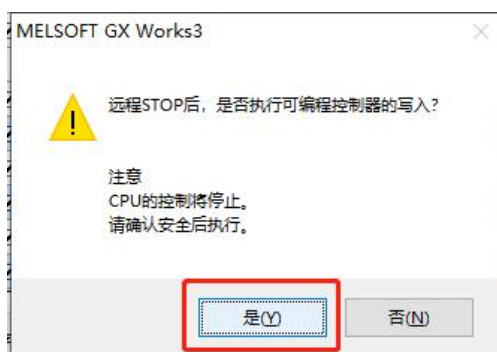 MELSOFT GX Works3
远程STOP后，是否执行可编程控制器的写入?
注意
CPU的控制将停止。
请确认安全后执行。
是(Y)
否(N)